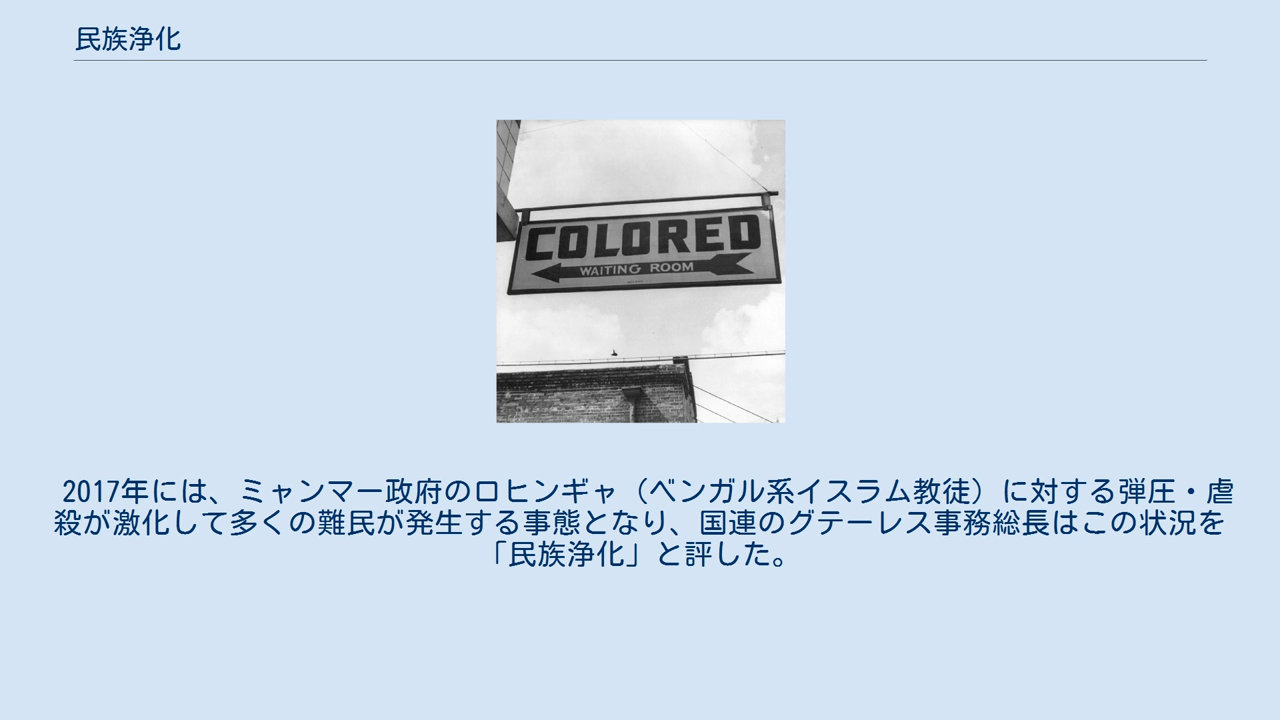 民族浄化
COLORED
WAITING ROOM
2017年には、ミャンマー政府のロヒンギャ（ベンガル系イスラム教徒）に対する弾圧・虐
殺が激化して多くの難民が発生する事態となり、国連のグテーレス事務総長はこの状況を
「民族浄化」と評した。